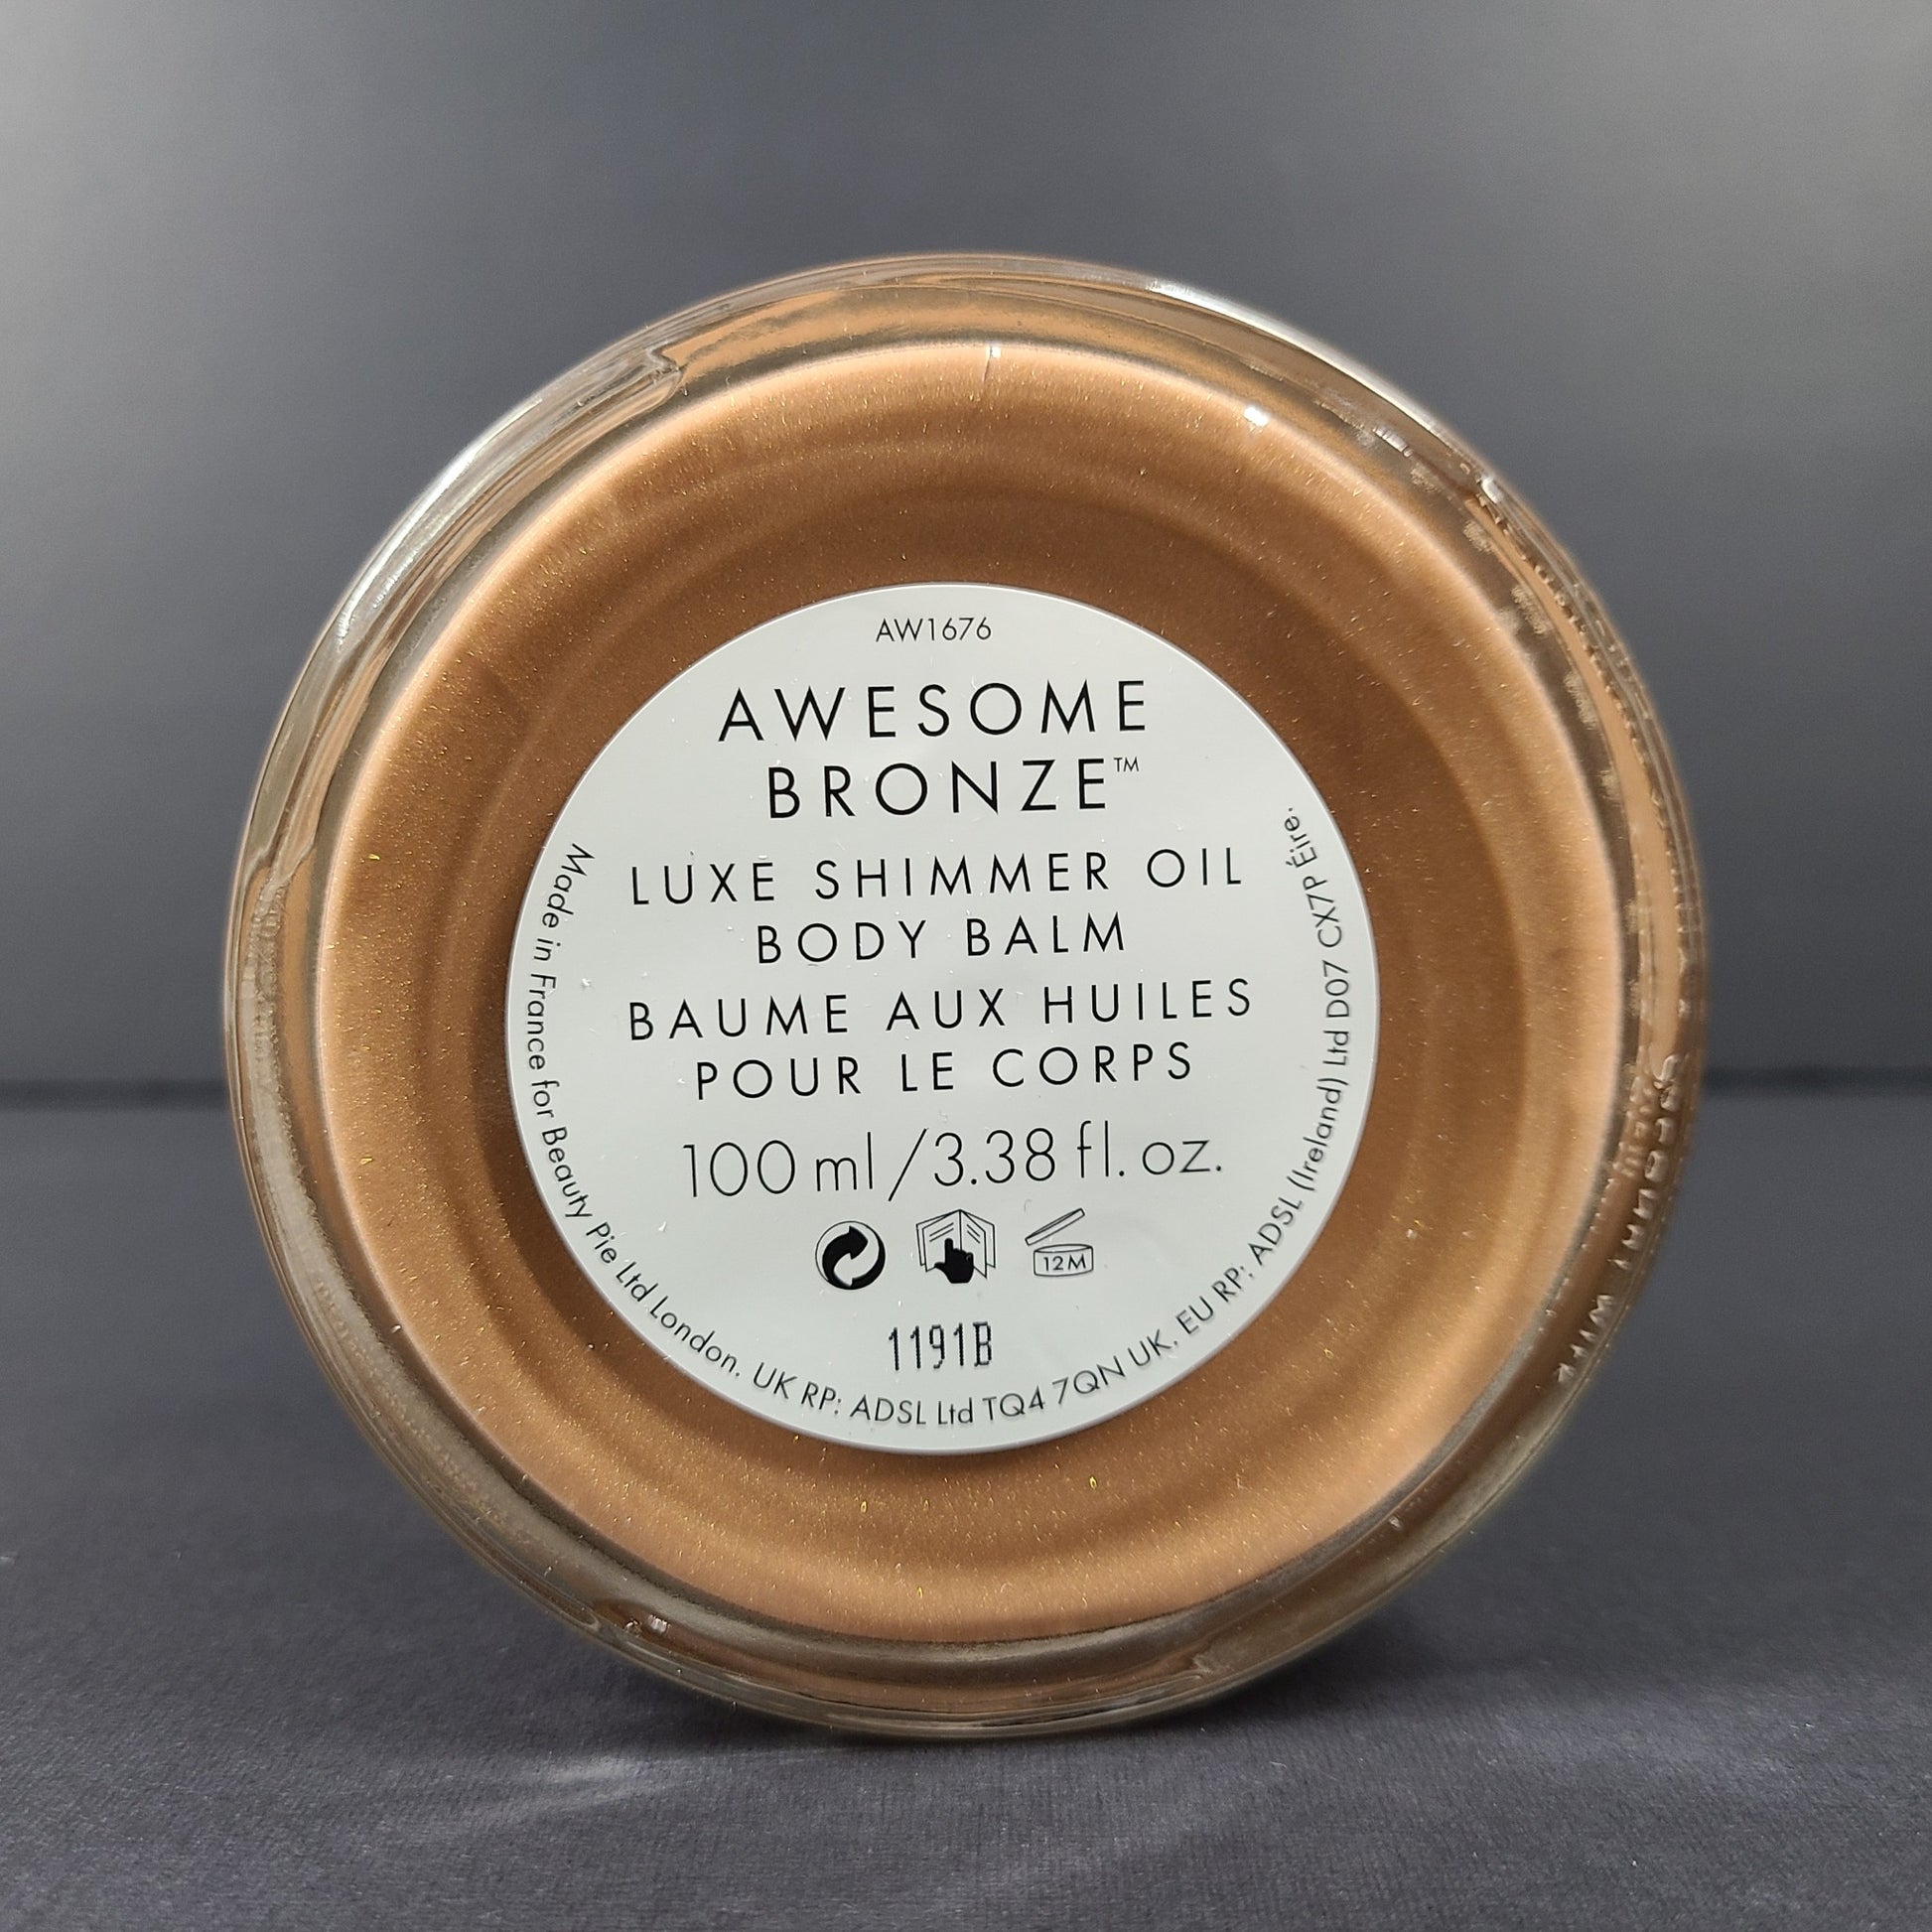 AW1676
AWESOME
BRONZE™
LUXE SHIMMER OIL
BODY BALM
BAUME AUX HUILES
POUR LE CORPS
100 ml/3.38 fl. oz.
12M
1191B
Made in France for Beauty Pie Ltd London. UK RP: ADSL Ltd TQ4 7QN UK. EU RP: ADSL (Ireland) Ltd D07 CX7P Éire.